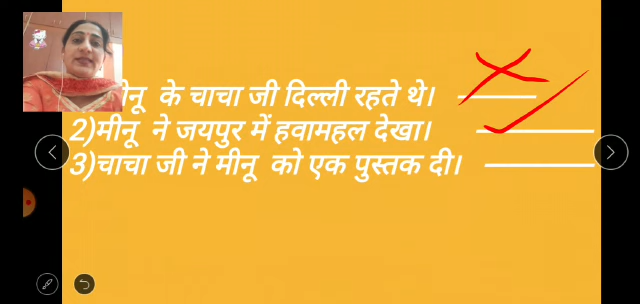 के चाचा जी दिल्ली रहते थे।
2)मीनू ने जयपुर में हवामहल देखा।
3)चाचा जी ने मीनू को एक पुस्तक दी।